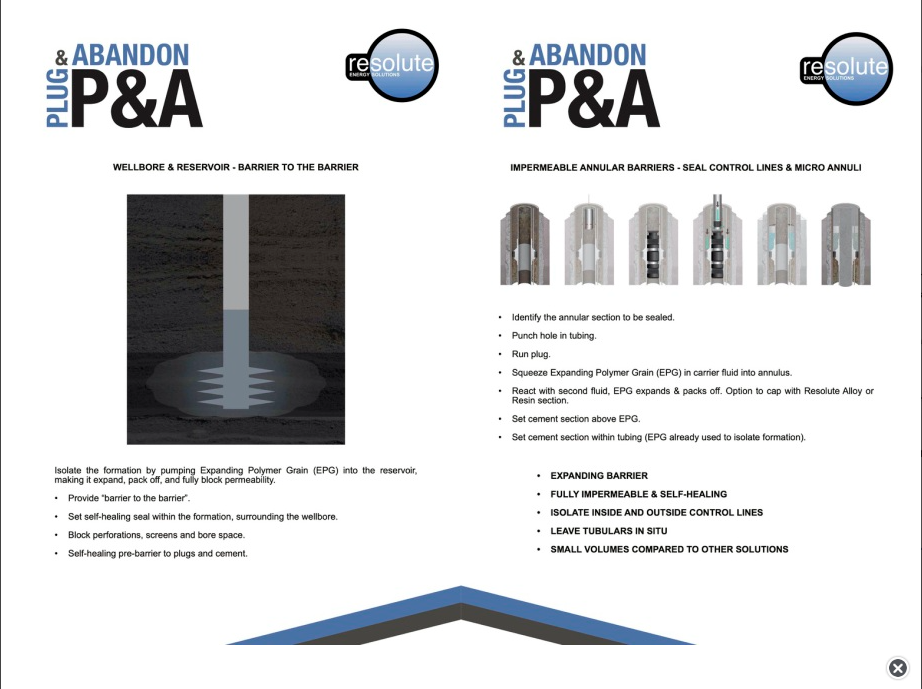 PLUG & ABANDON
P&A
resolute
ENERGY SOLUTIONS
WELLBORE & RESERVOIR - BARRIER TO THE BARRIER
Isolate the formation by pumping Expanding Polymer Grain (EPG) into the reservoir,
making it expand, pack off, and fully block permeability.
• Provide “barrier to the barrier”.
• Set self-healing seal within the formation, surrounding the wellbore.
• Block perforations, screens and bore space.
• Self-healing pre-barrier to plugs and cement.
PLUG & ABANDON
P&A
resolute
ENERGY SOLUTIONS
IMPERMEABLE ANNULAR BARRIERS - SEAL CONTROL LINES & MICRO ANNULI
• Identify the annular section to be sealed.
• Punch hole in tubing.
• Run plug.
• Squeeze Expanding Polymer Grain (EPG) in carrier fluid into annulus.
• React with second fluid, EPG expands & packs off. Option to cap with Resolute Alloy or
Resin section.
• Set cement section above EPG.
• Set cement section within tubing (EPG already used to isolate formation).
• EXPANDING BARRIER
• FULLY IMPERMEABLE & SELF-HEALING
• ISOLATE INSIDE AND OUTSIDE CONTROL LINES
• LEAVE TUBULARS IN SITU
• SMALL VOLUMES COMPARED TO OTHER SOLUTIONS